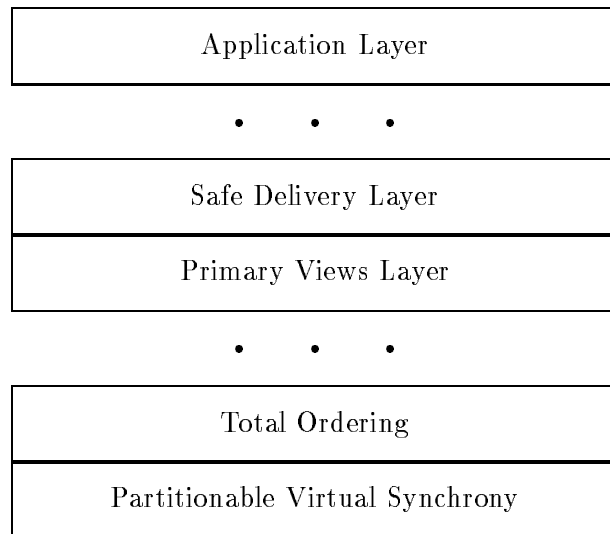 Application Layer
. . .
Safe Delivery Layer
Primary Views Layer
. . .
Total Ordering
Partitionable Virtual Synchrony